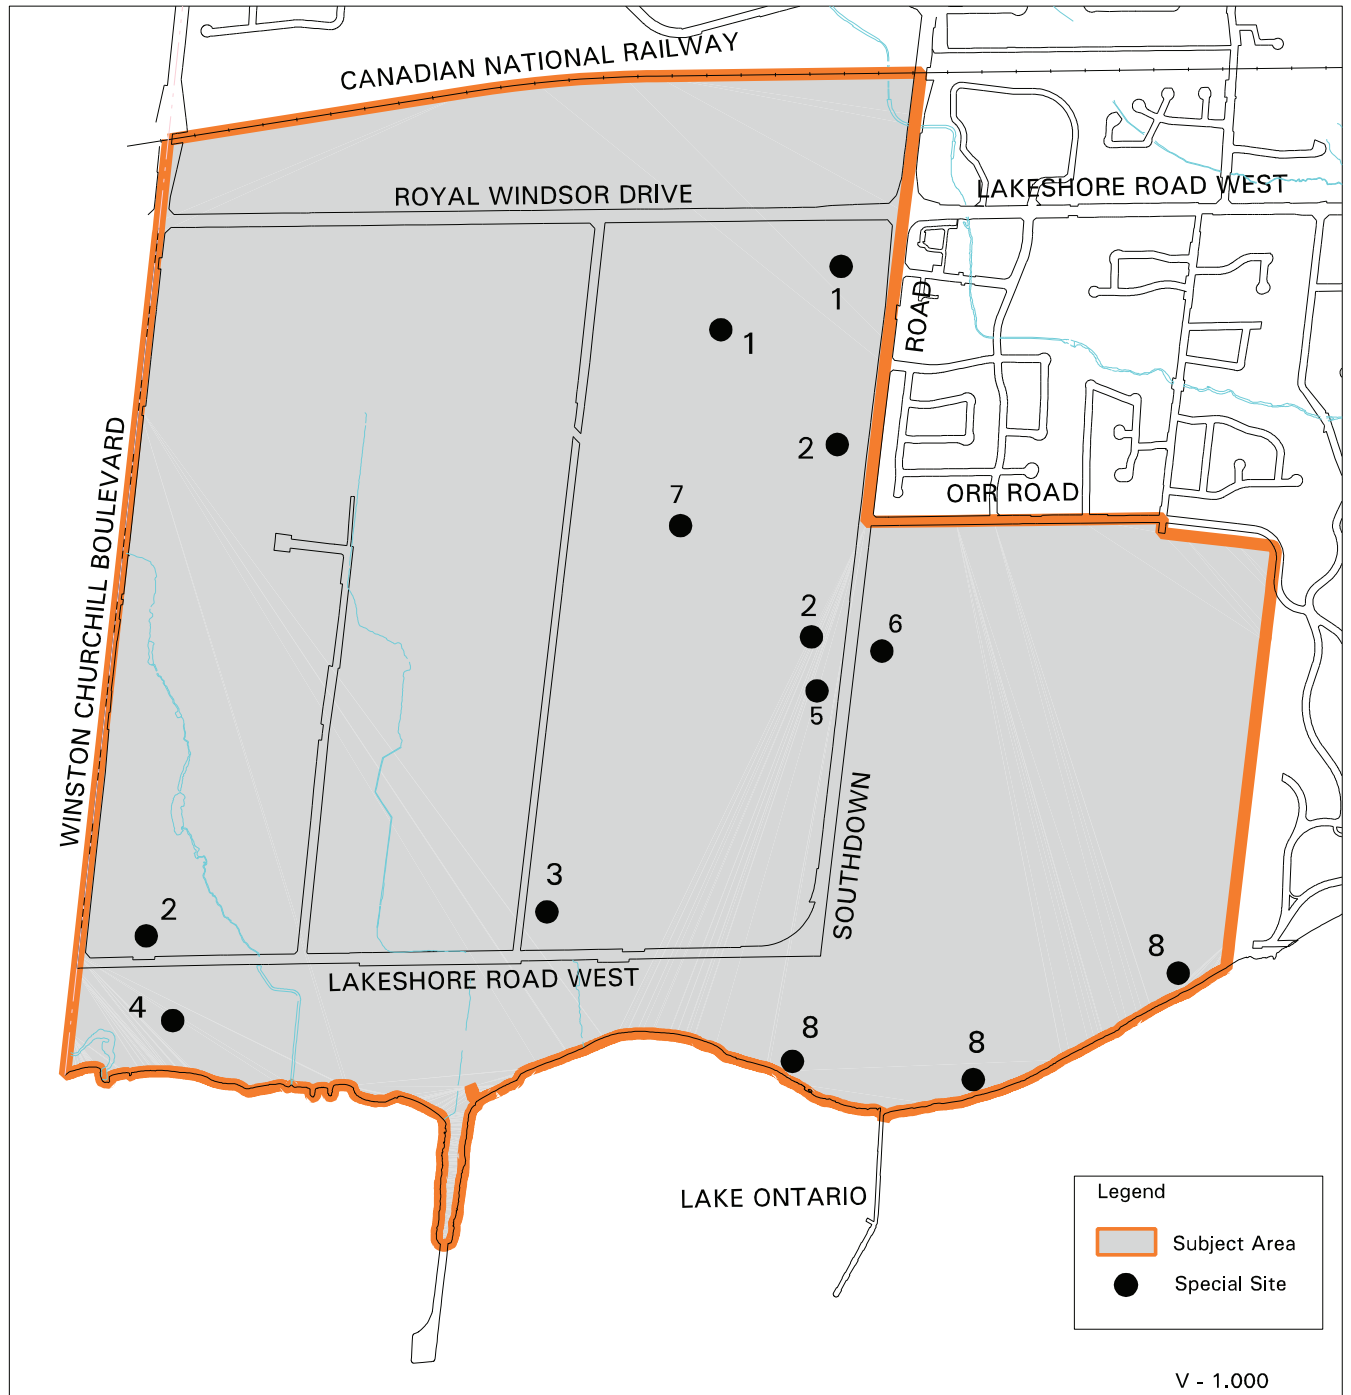 CANADIAN NATIONAL RAILWAY
LAKESHORE ROAD WEST
ROYAL WINDSOR DRIVE
1
1
ROAD
2
7
ORR ROAD
WINSTON CHURCHILL BOULEVARD
2
6
5
SOUTHDOWN
3
2
8
LAKESHORE ROAD WEST
4
8
8
LAKE ONTARIO
Legend
Subject Area
Special Site
V - 1.000